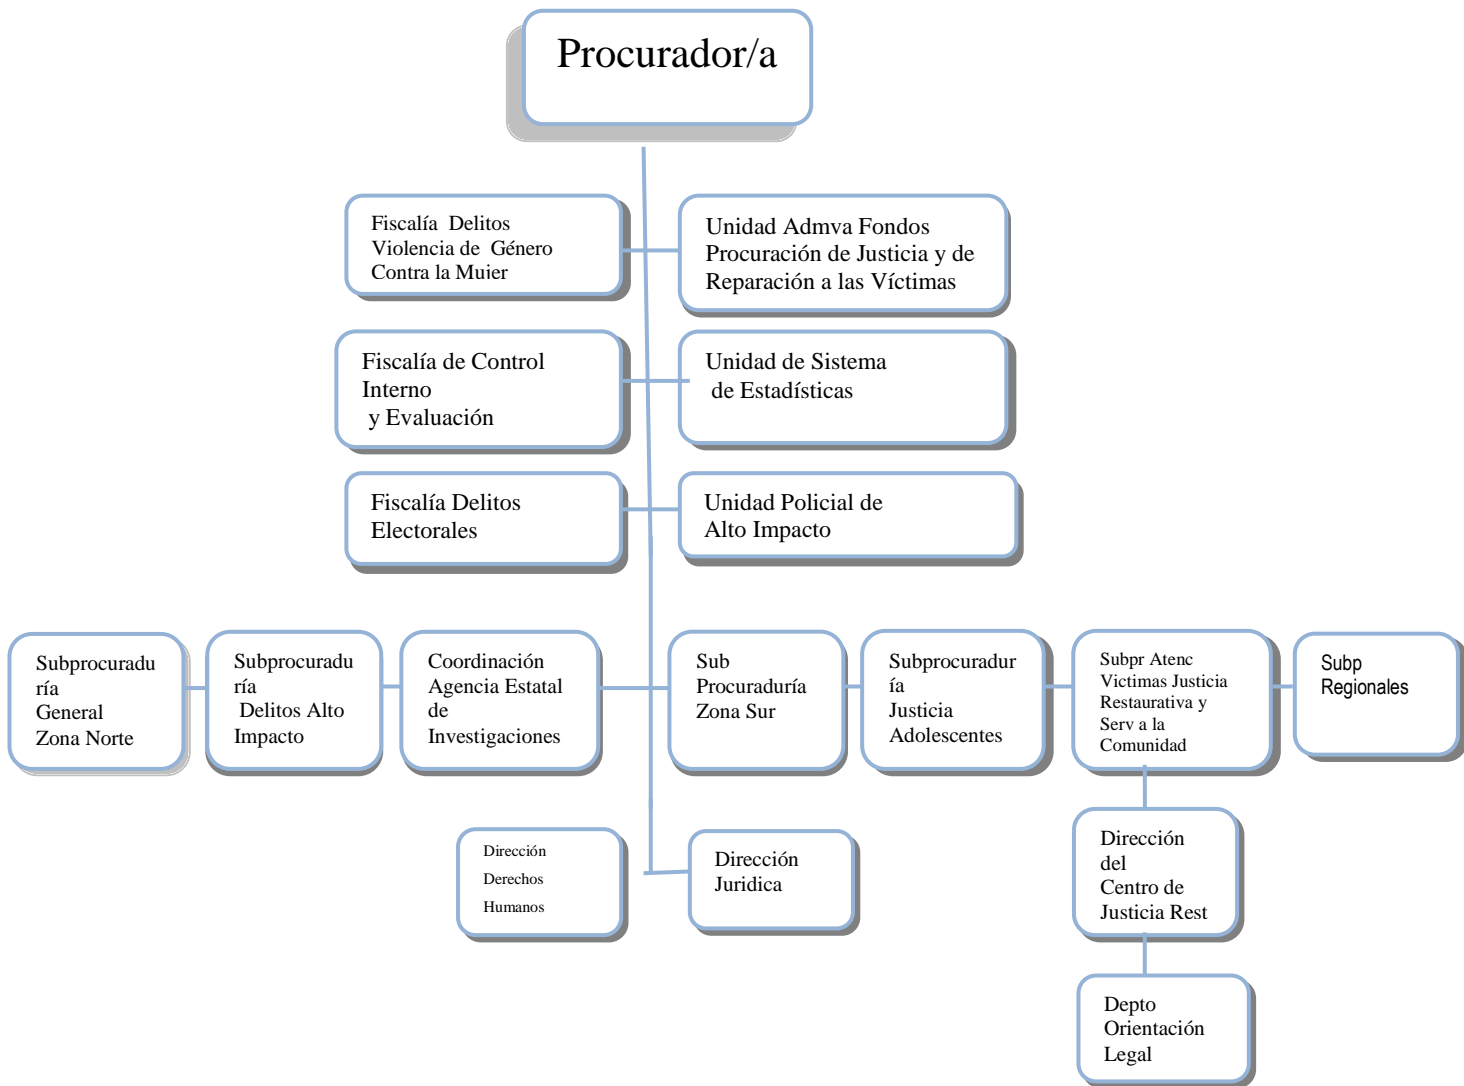 Procurador/a
Fiscalía Delitos
Violencia de Género
Contra la Mujer
Unidad Admva Fondos
Procuración de Justicia y de
Reparación a las Víctimas
Fiscalía de Control
Interno
y Evaluación
Unidad de Sistema
de Estadísticas
Fiscalía Delitos
Electorales
Unidad Policial de
Alto Impacto
Subprocuradu
ría
General
Zona Norte
Subprocuradu
ría
Delitos Alto
Impacto
Coordinación
Agencia Estatal
de
Investigaciones
Sub
Procuraduría
Zona Sur
Subprocuradur
ía
Justicia
Adolescentes
Subpr Atenc
Victimas Justicia
Restaurativa y
Serv a la
Comunidad
Subp
Regionales
Dirección
Derechos
Humanos
Dirección
Juridica
Dirección
del
Centro de
Justicia Rest
Depto
Orientación
Legal